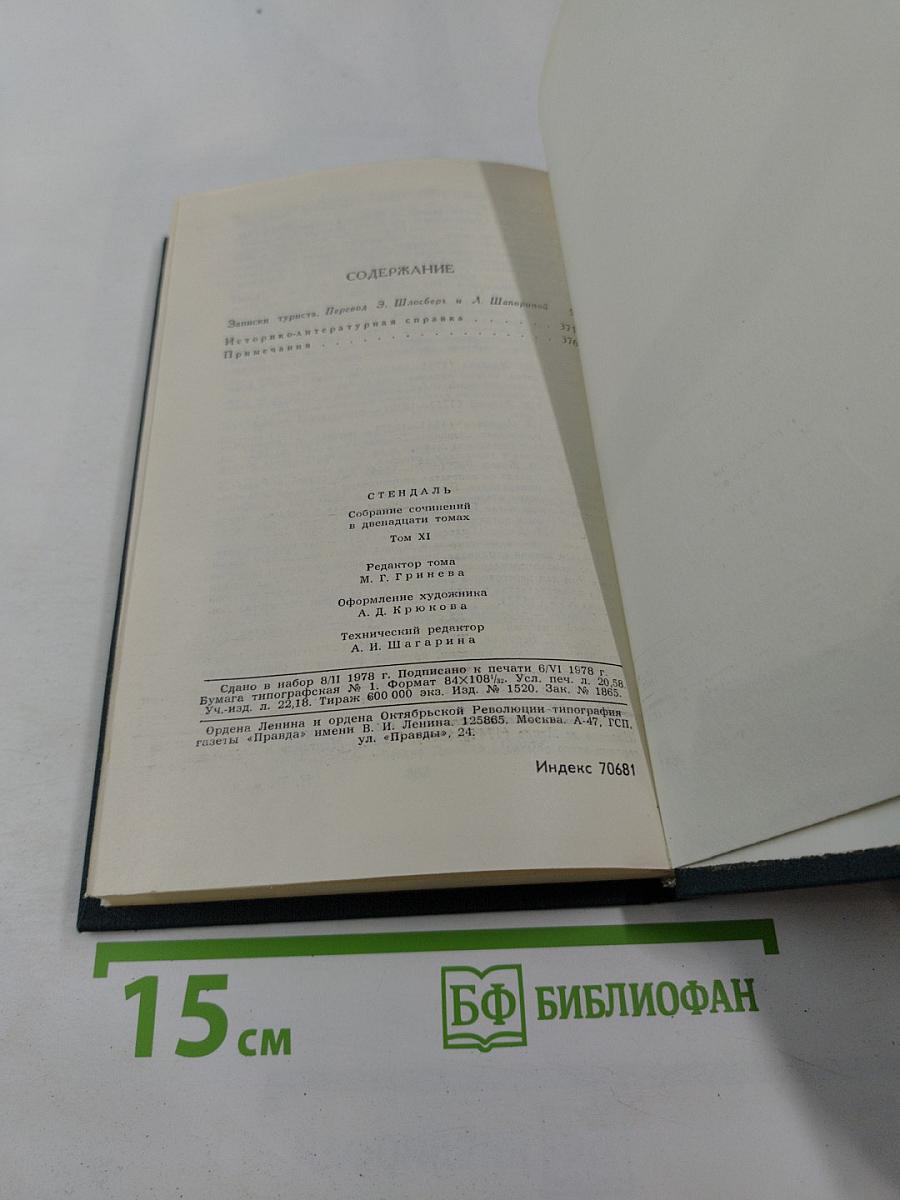 СОДЕРЖАНИЕ
Записки туриста. Перевод Э. Шлосберг и Л. Шапориной
Историко-литературная справка . . . . . . . 371
Примечания . . . . . . . . . . . . . . . . 376
СТЕНДАЛЬ
Собрание сочинений
в двенадцати томах
Том XI
Редактор тома
М. Г. Гринева
Оформление художника
А. Д. Крюкова
Технический редактор
А. И. Шагарина
Сдано в набор 8/II 1978 г. Подписано к печати 6/VI 1978 г.
Бумага типографская № 1. Формат 84×108¹/₃₂. Усл. печ. л. 20,58.
Уч.-изд. л. 22,18. Тираж 600 000 экз. Изд. № 1520. Зак. № 1865.
Ордена Ленина и ордена Октябрьской Революции типография
газеты «Правда» имени В. И. Ленина. 125865. Москва. А-47, ГСП,
ул. «Правды», 24.
Индекс 70681
15 см
БФ БИБЛИОФАН